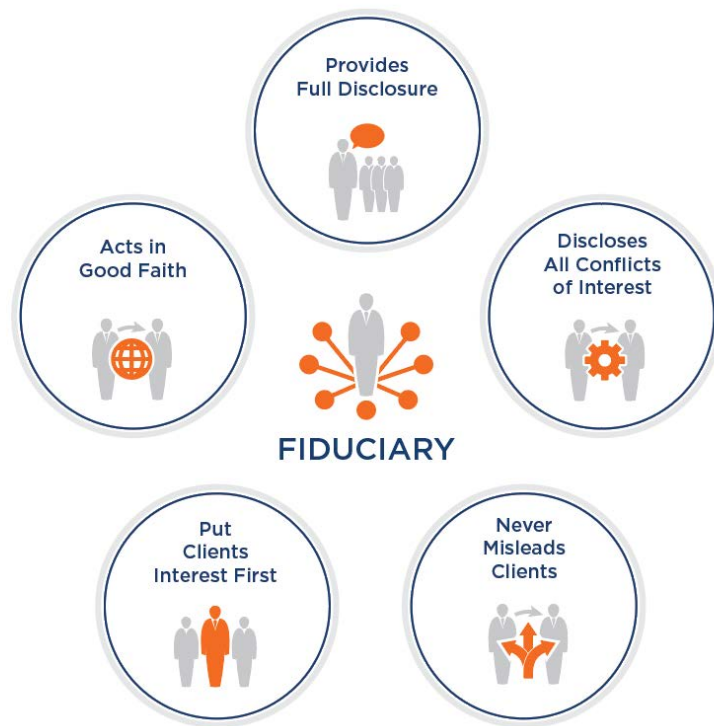 Provides
Full Disclosure
Acts in
Good Faith
Discloses
All Conflicts
of Interest
FIDUCIARY
Put
Clients
Interest First
Never
Misleads
Clients